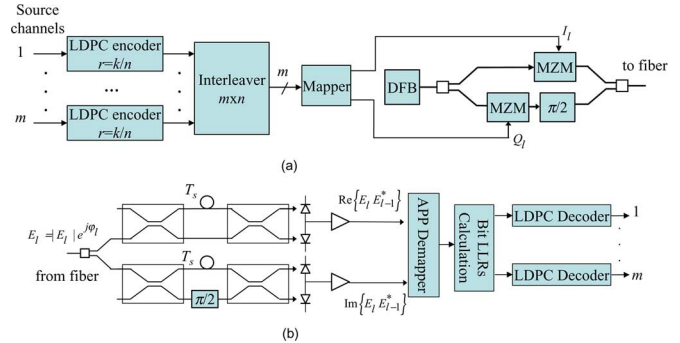 Source
channels
1
m
LDPC encoder
r=k/n
...
LDPC encoder
r=k/n
Interleaver
mxn
m
Mapper
DFB
I_l
MZM
MZM
π/2
Q_l
to fiber
(a)
E_l =|E_l| e^{jφ_l}
from fiber
T_s
T_s
π/2
Re{E_l E*_{l-1}}
Im{E_l E*_{l-1}}
APP Demapper
Bit LLRs
Calculation
LDPC Decoder
1
LDPC Decoder
m
(b)